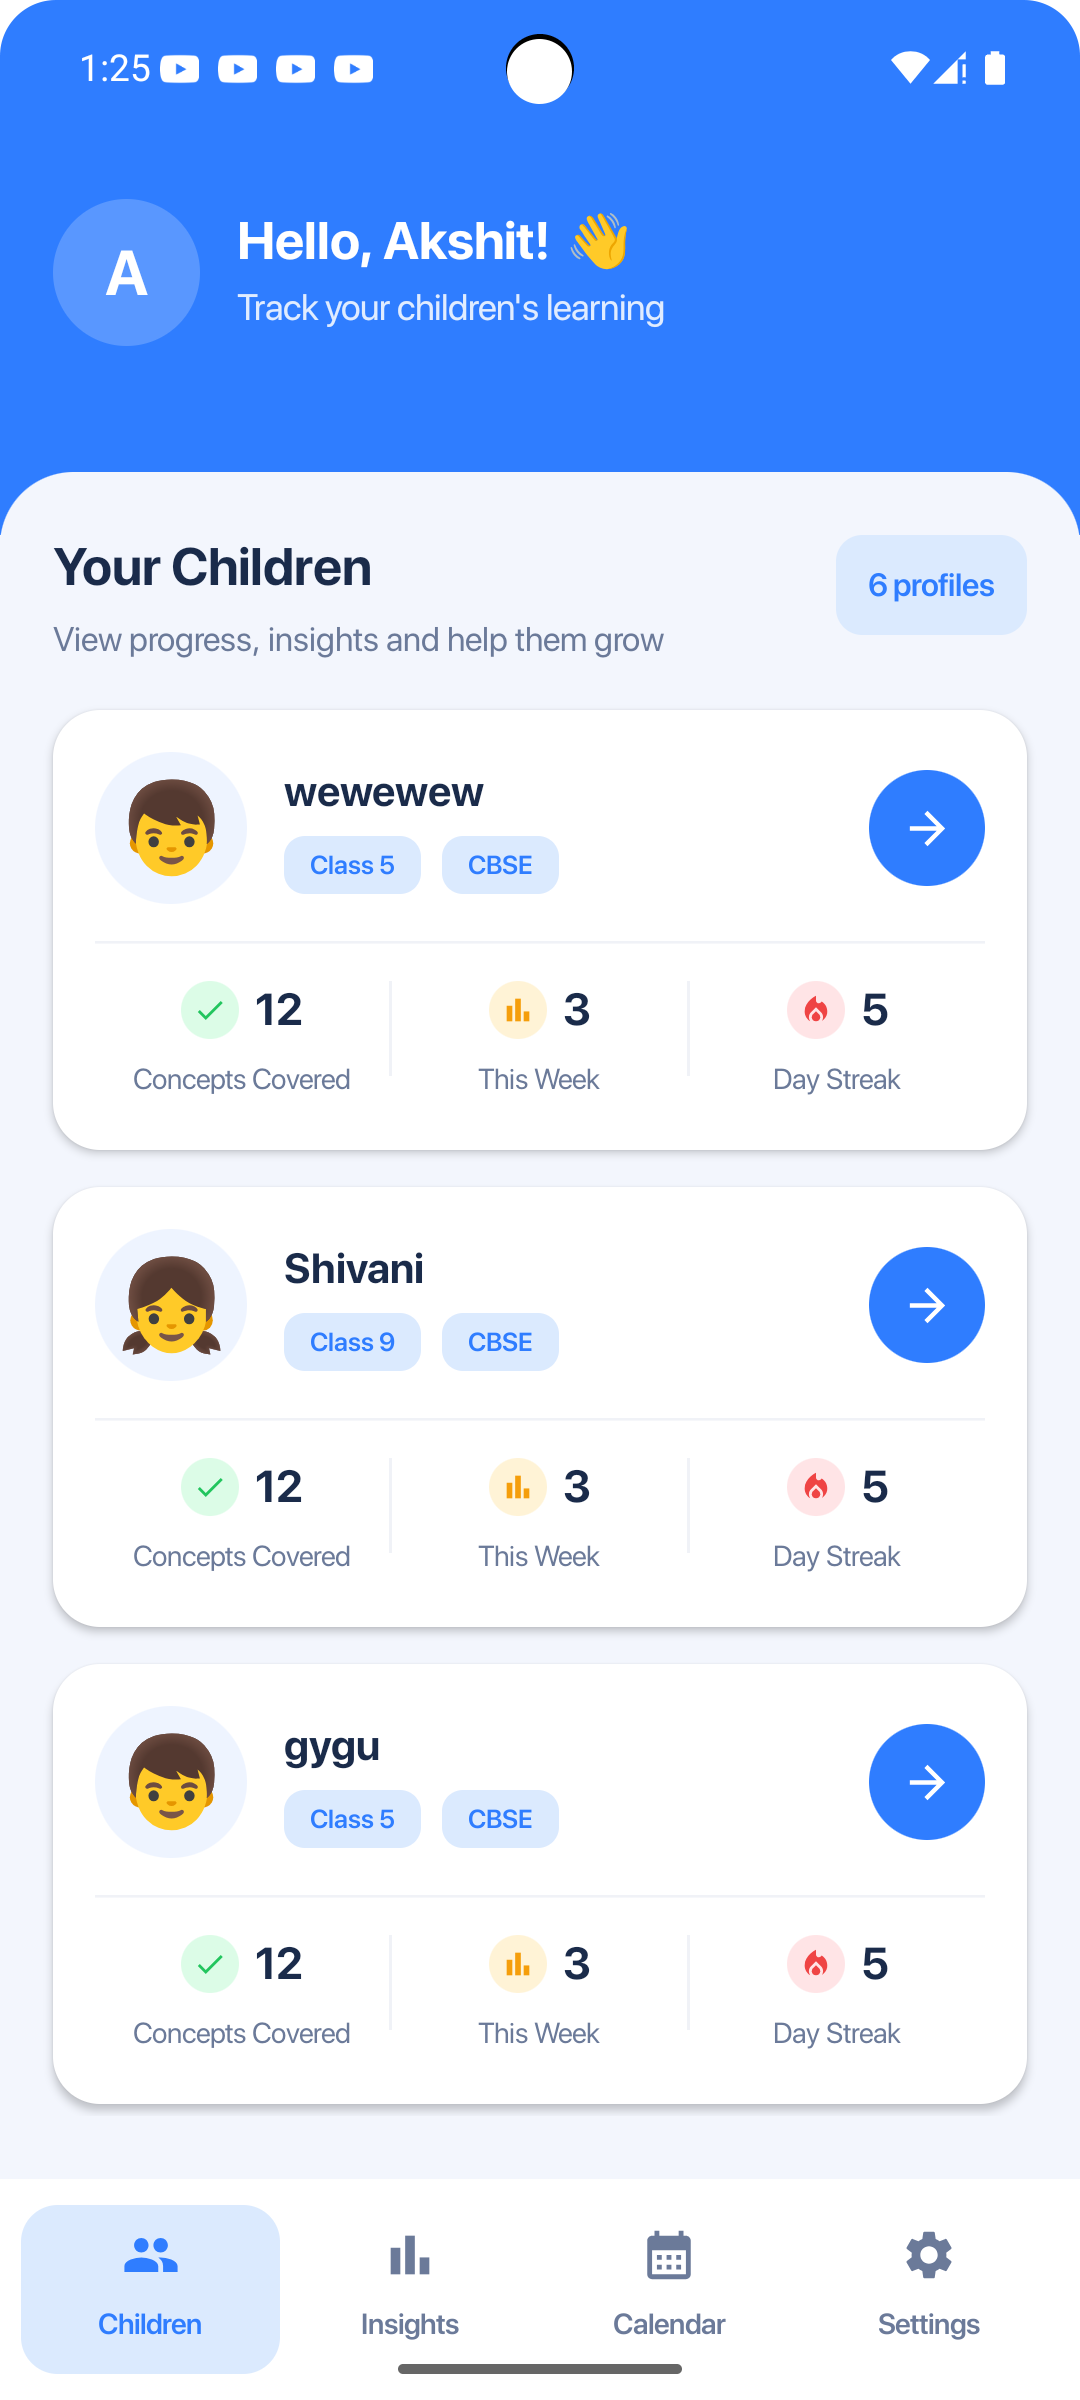 1:25
A
Hello, Akshit! 👋
Track your children's learning
Your Children
6 profiles
View progress, insights and help them grow
wewewew
Class 5 CBSE
12 3 5
Concepts Covered This Week Day Streak
Shivani
Class 9 CBSE
12 3 5
Concepts Covered This Week Day Streak
gygu
Class 5 CBSE
12 3 5
Concepts Covered This Week Day Streak
Children Insights Calendar Settings